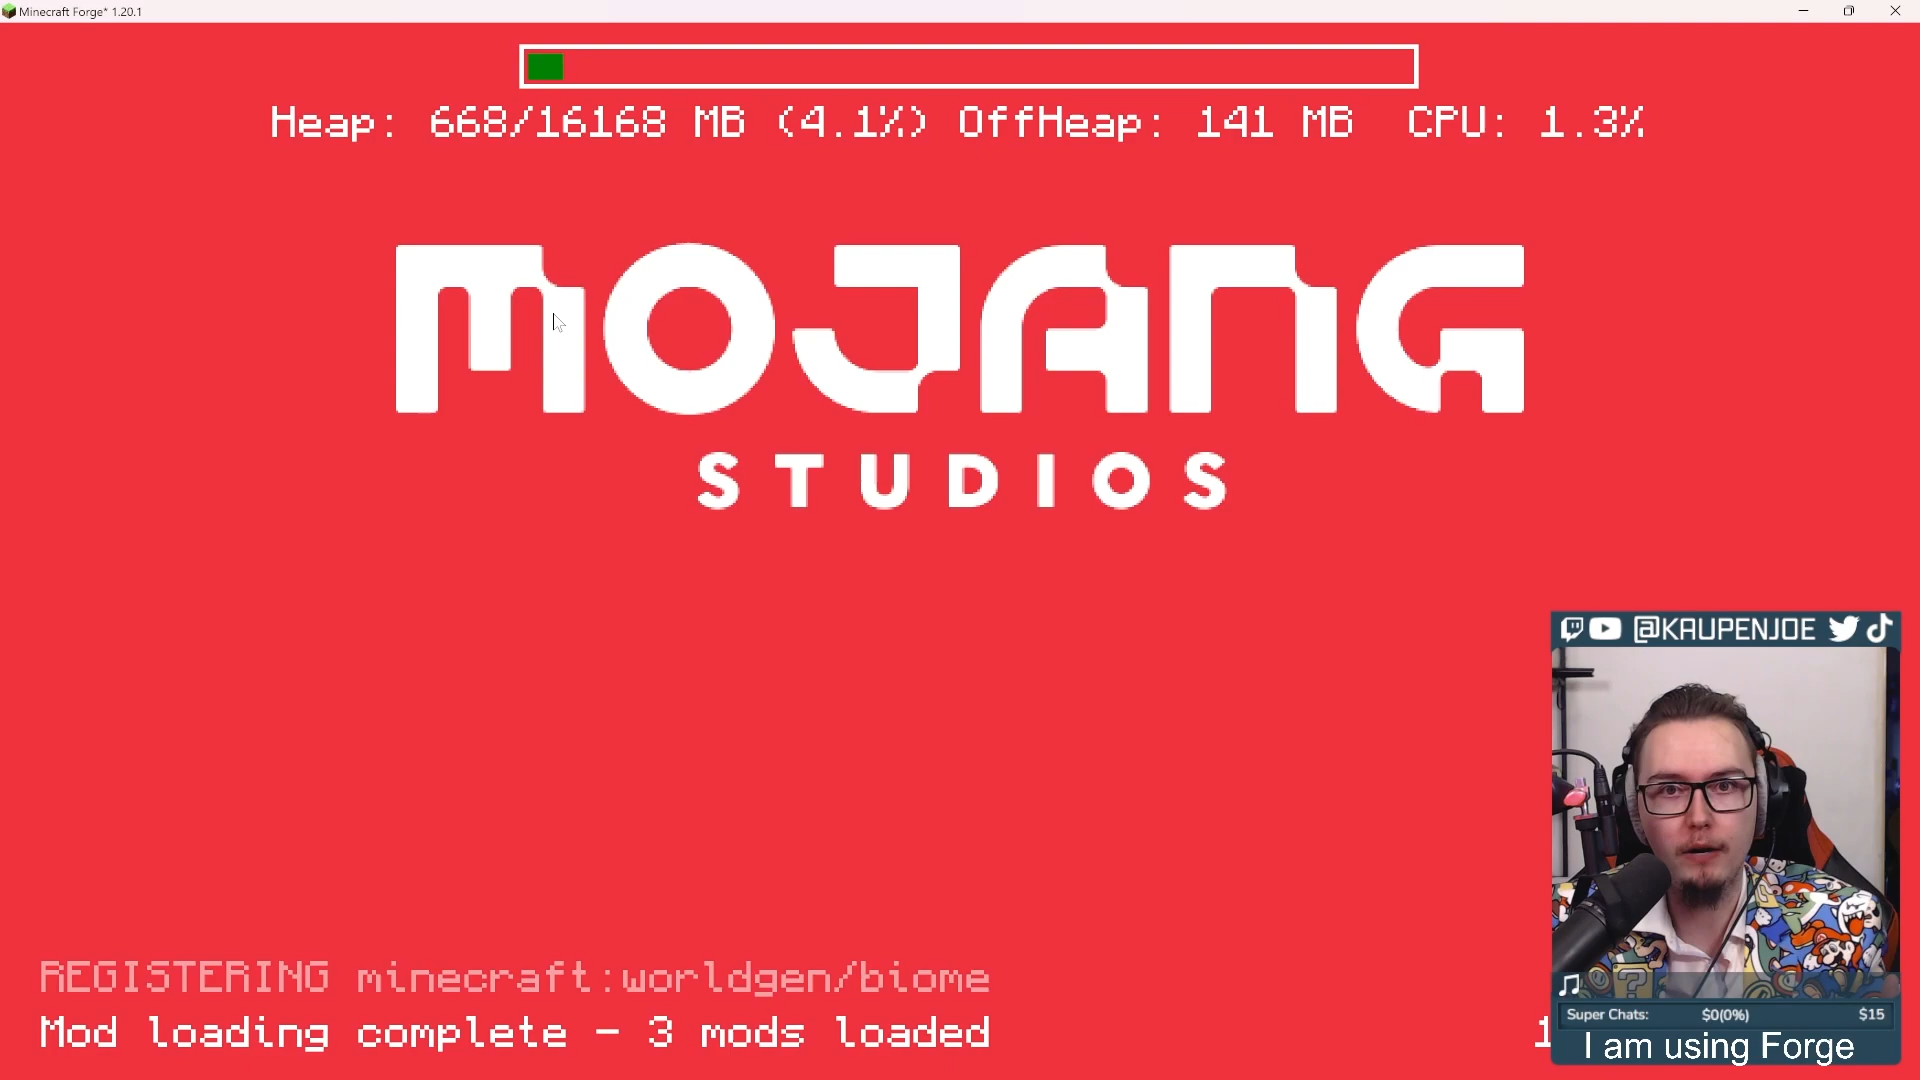 Minecraft Forge* 1.20.1
Heap: 668/16168 MB (4.1%) OffHeap: 141 MB CPU: 1.3%
MOJANG
STUDIOS
@KAUPENJOE
REGISTERING minecraft:worldgen/biome
Mod loading complete - 3 mods loaded
Super Chats: $0(0%) $15
I am using Forge